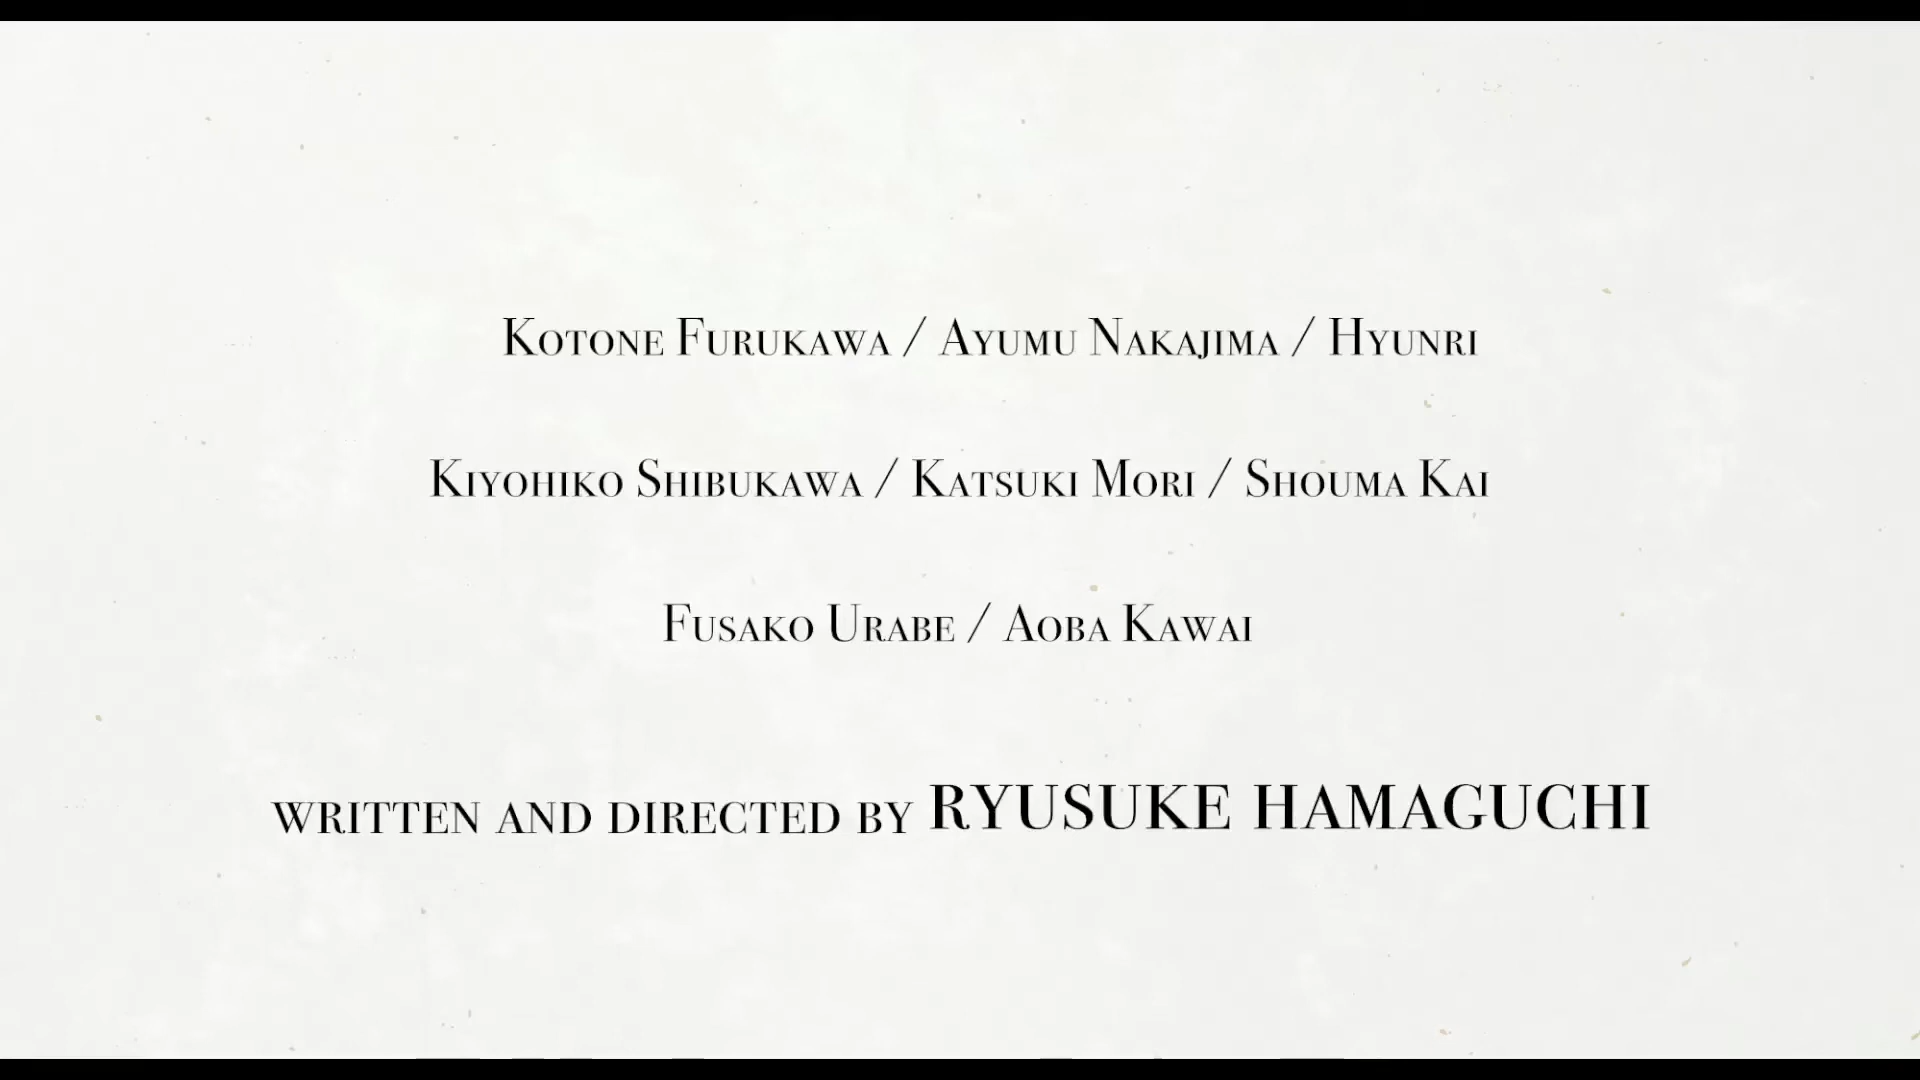 Kotone Furukawa / Ayumu Nakajima / Hyunri
Kiyohiko Shibukawa / Katsuki Mori / Shouma Kai
Fusako Urabe / Aoba Kawai
WRITTEN AND DIRECTED BY RYUSUKE HAMAGUCHI